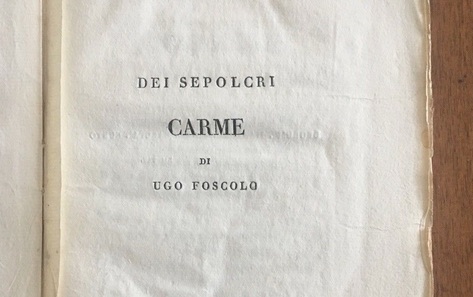 DEI SEPOLCRI
CARME
DI
UGO FOSCOLO